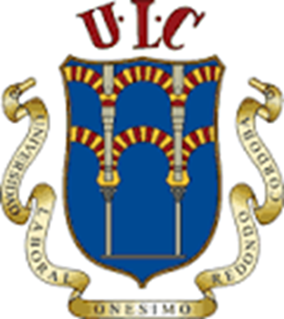 U·L·C
UNIVERSIDAD
LABORAL
ONESIMO
REDONDO
CORDOBA